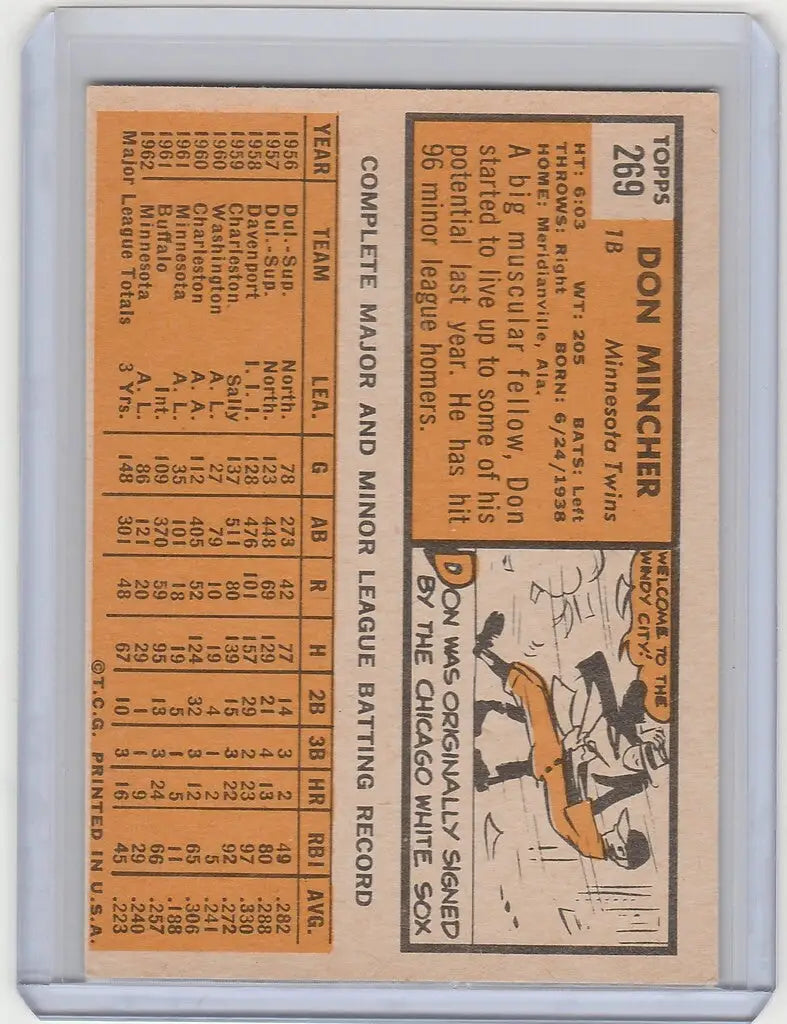 TOPPS
269
DON MINCHER
1B Minnesota Twins
HT: 6:03 WT: 205 BATS: Left
THROWS: Right BORN: 6/24/1938
HOME: Meridianville, Ala.
A big muscular fellow, Don
started to live up to some of his
potential last year. He has hit
96 minor league homers.
WELCOME TO THE
WINDY CITY!
DON WAS ORIGINALLY SIGNED
BY THE CHICAGO WHITE SOX
COMPLETE MAJOR AND MINOR LEAGUE BATTING RECORD
YEAR TEAM LEA. G AB R H 2B 3B HR RBI AVG.
1956 Dul.-Sup. North. 78 273 42 77 14 3 2 49 .282
1957 Dul.-Sup. North. 123 448 69 129 21 4 13 80 .288
1958 Davenport I. I. I. 128 476 101 157 29 2 23 97 .330
1959 Charleston Sally 137 511 80 139 15 3 22 92 .272
1960 Washington A. L. 27 79 10 19 4 1 2 5 .241
1960 Charleston A. A. 112 405 52 124 32 3 12 65 .306
1961 Minnesota A. L. 35 101 18 19 5 1 5 11 .188
1961 Buffalo Int. 109 370 59 95 13 3 24 66 .257
1962 Minnesota A. L. 86 121 20 29 1 1 9 29 .240
Major League Totals 3 Yrs. 148 301 48 67 10 3 16 45 .223
©T.C.G. PRINTED IN U.S.A.